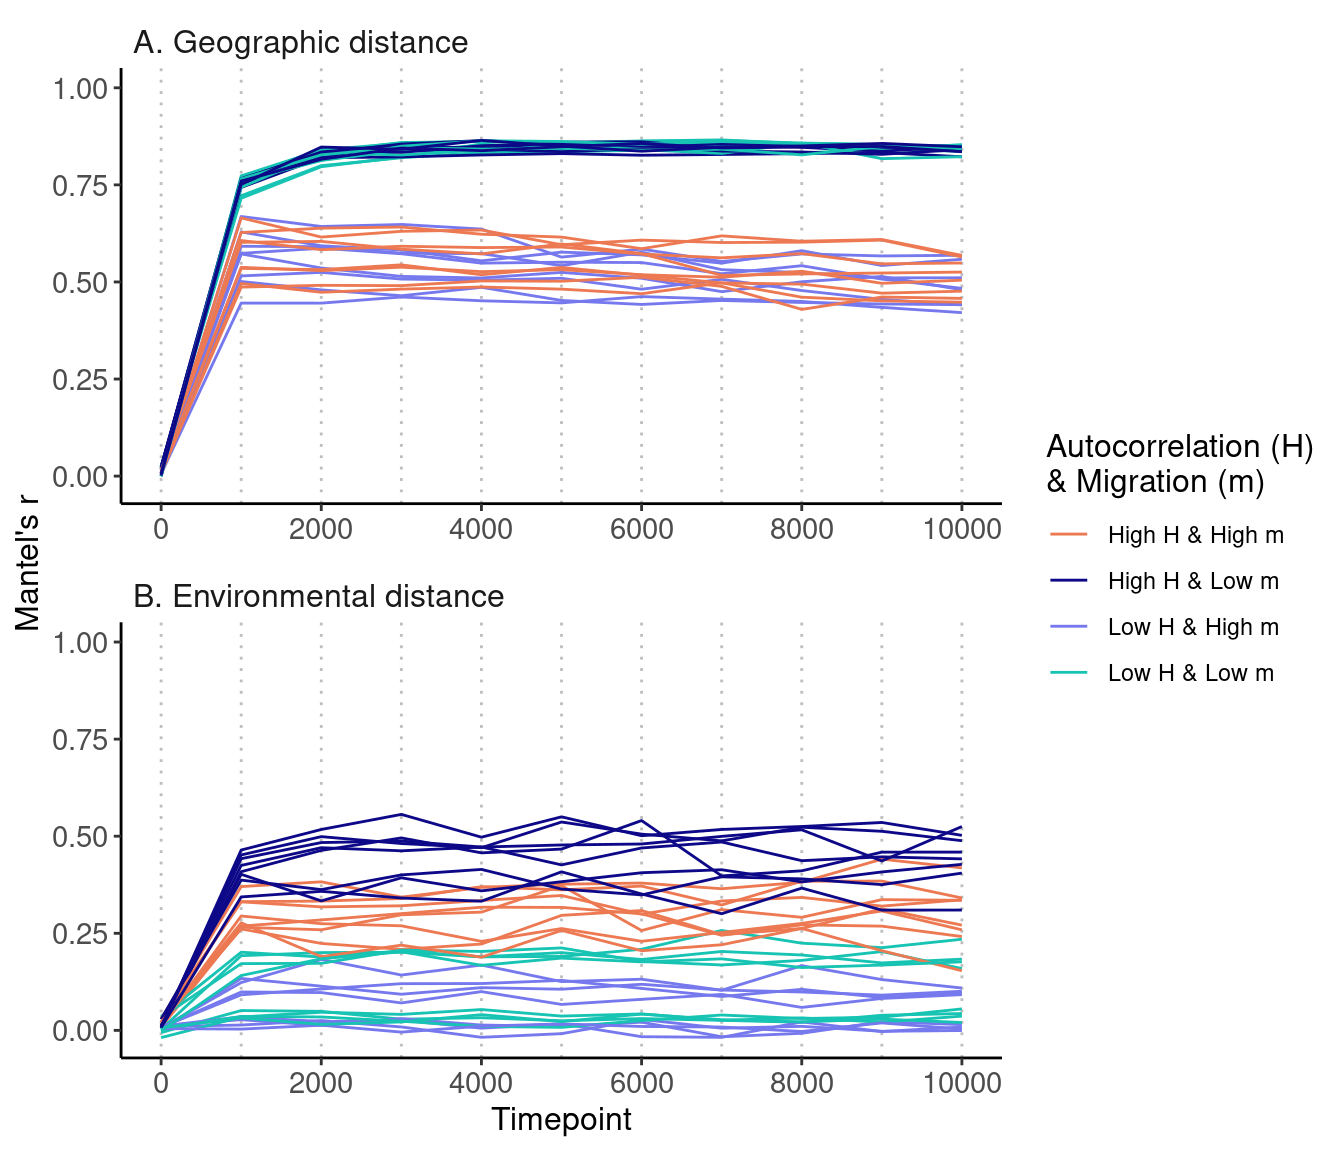 A. Geographic distance
1.00
0.75
0.50
0.25
0.00
0 2000 4000 6000 8000 10000
Mantel's r
B. Environmental distance
1.00
0.75
0.50
0.25
0.00
0 2000 4000 6000 8000 10000
Timepoint
Autocorrelation (H)
& Migration (m)
High H & High m
High H & Low m
Low H & High m
Low H & Low m